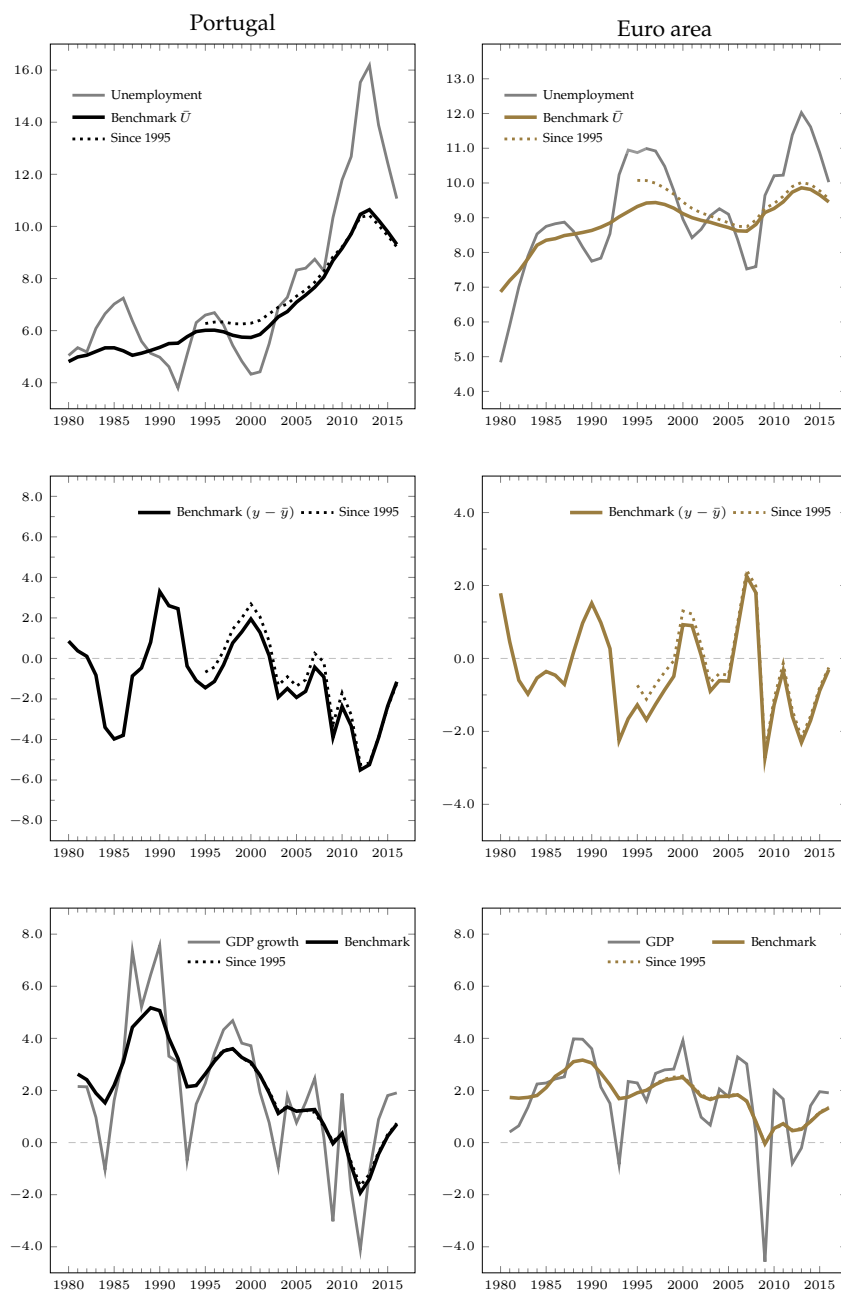 Portugal
Euro area
Unemployment
Benchmark Ū
Since 1995
16.0
14.0
12.0
10.0
8.0
6.0
4.0
1980 1985 1990 1995 2000 2005 2010 2015
Unemployment
Benchmark Ū
Since 1995
13.0
12.0
11.0
10.0
9.0
8.0
7.0
6.0
5.0
4.0
1980 1985 1990 1995 2000 2005 2010 2015
Benchmark (y − ȳ) Since 1995
8.0
6.0
4.0
2.0
0.0
−2.0
−4.0
−6.0
−8.0
1980 1985 1990 1995 2000 2005 2010 2015
Benchmark (y − ȳ) Since 1995
4.0
2.0
0.0
−2.0
−4.0
1980 1985 1990 1995 2000 2005 2010 2015
GDP growth Benchmark
Since 1995
8.0
6.0
4.0
2.0
0.0
−2.0
−4.0
1980 1985 1990 1995 2000 2005 2010 2015
GDP Benchmark
Since 1995
8.0
6.0
4.0
2.0
0.0
−2.0
−4.0
1980 1985 1990 1995 2000 2005 2010 2015